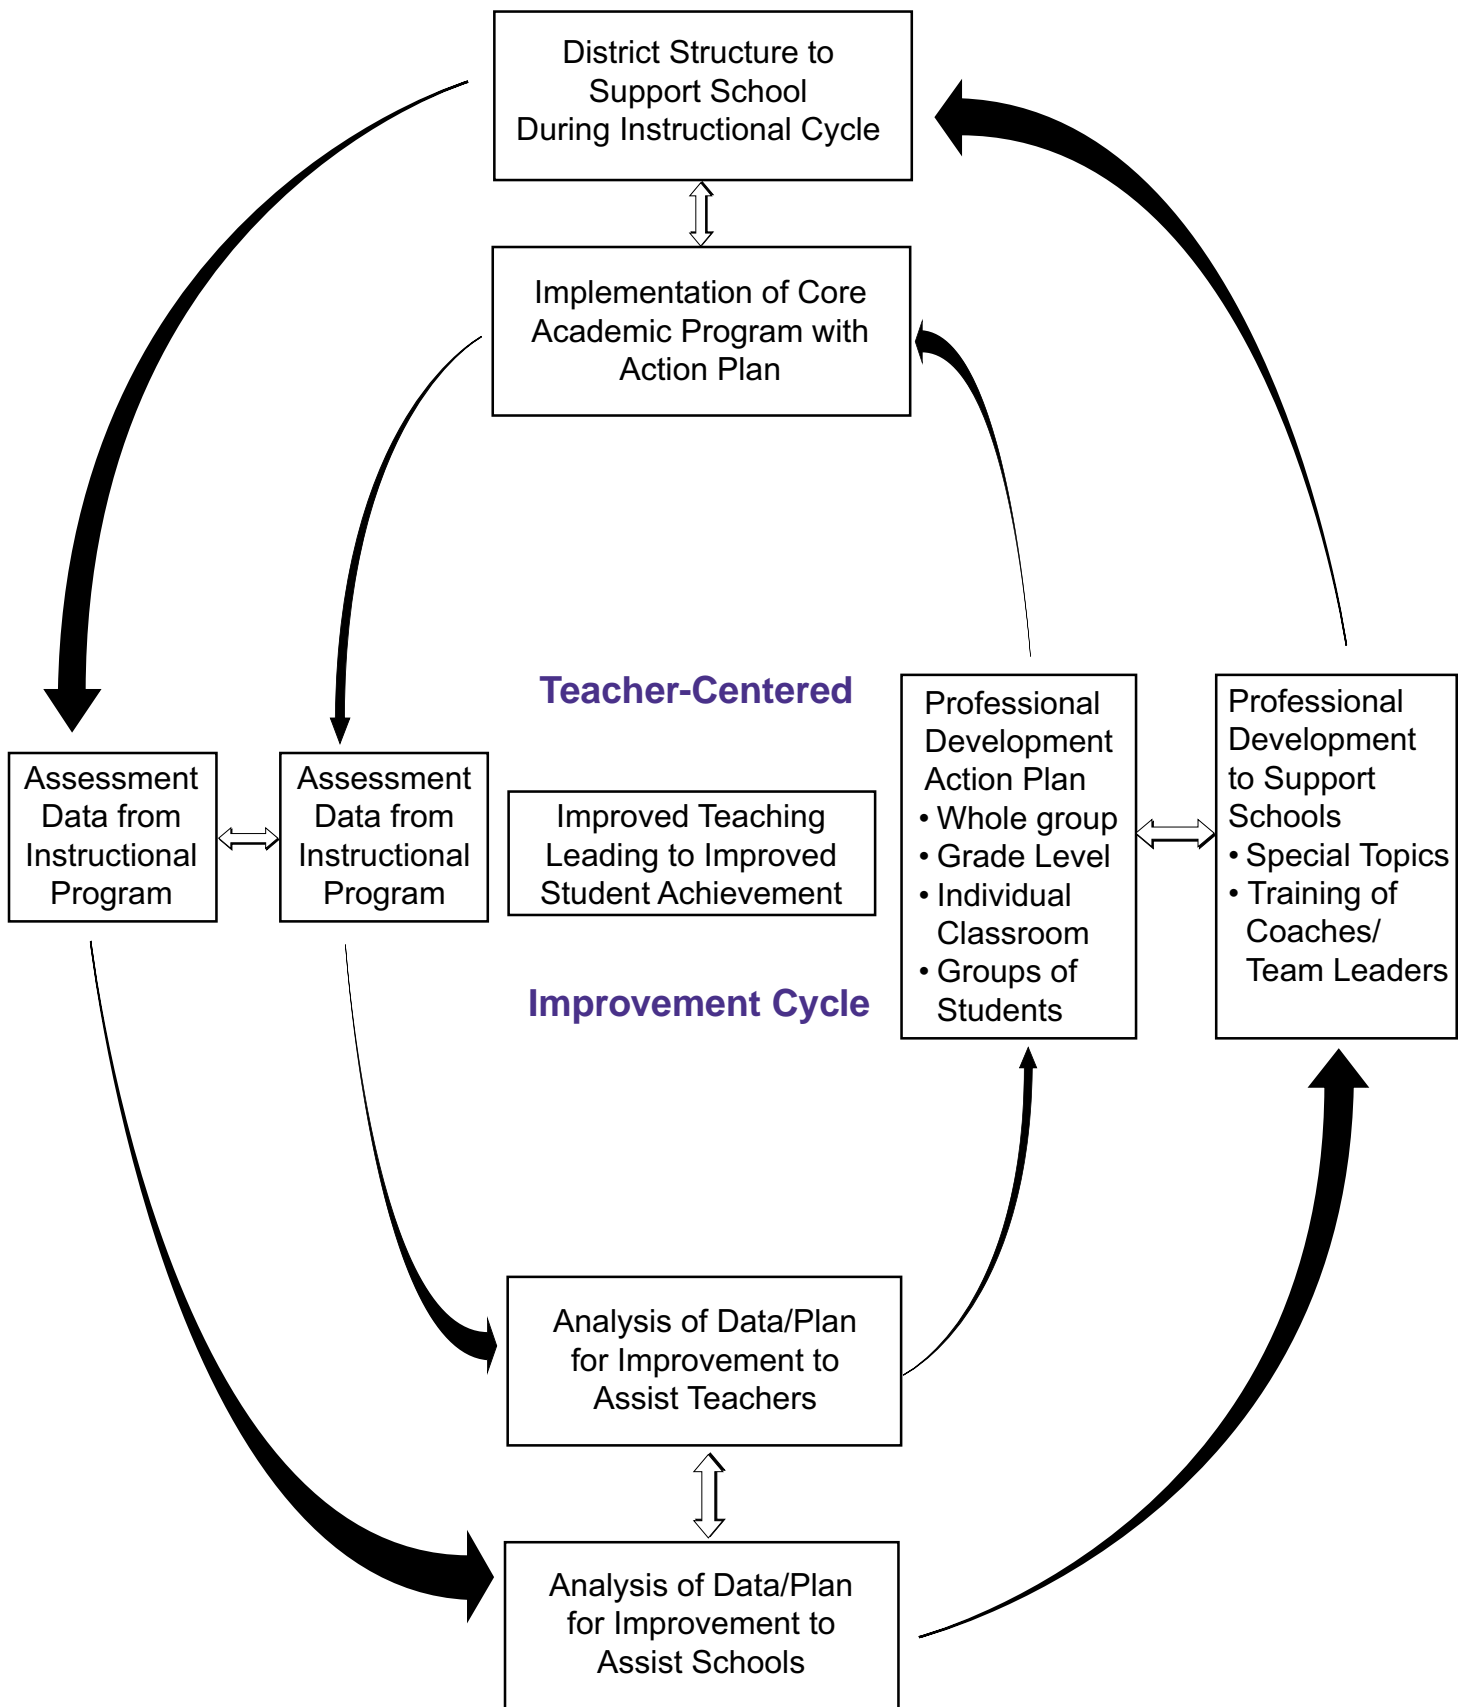 District Structure to
Support School
During Instructional Cycle
Implementation of Core
Academic Program with
Action Plan
Teacher-Centered
Assessment
Data from
Instructional
Program
Assessment
Data from
Instructional
Program
Improved Teaching
Leading to Improved
Student Achievement
Improvement Cycle
Professional
Development
Action Plan
• Whole group
• Grade Level
• Individual
Classroom
• Groups of
Students
Professional
Development
to Support
Schools
• Special Topics
• Training of
Coaches/
Team Leaders
Analysis of Data/Plan
for Improvement to
Assist Teachers
Analysis of Data/Plan
for Improvement to
Assist Schools